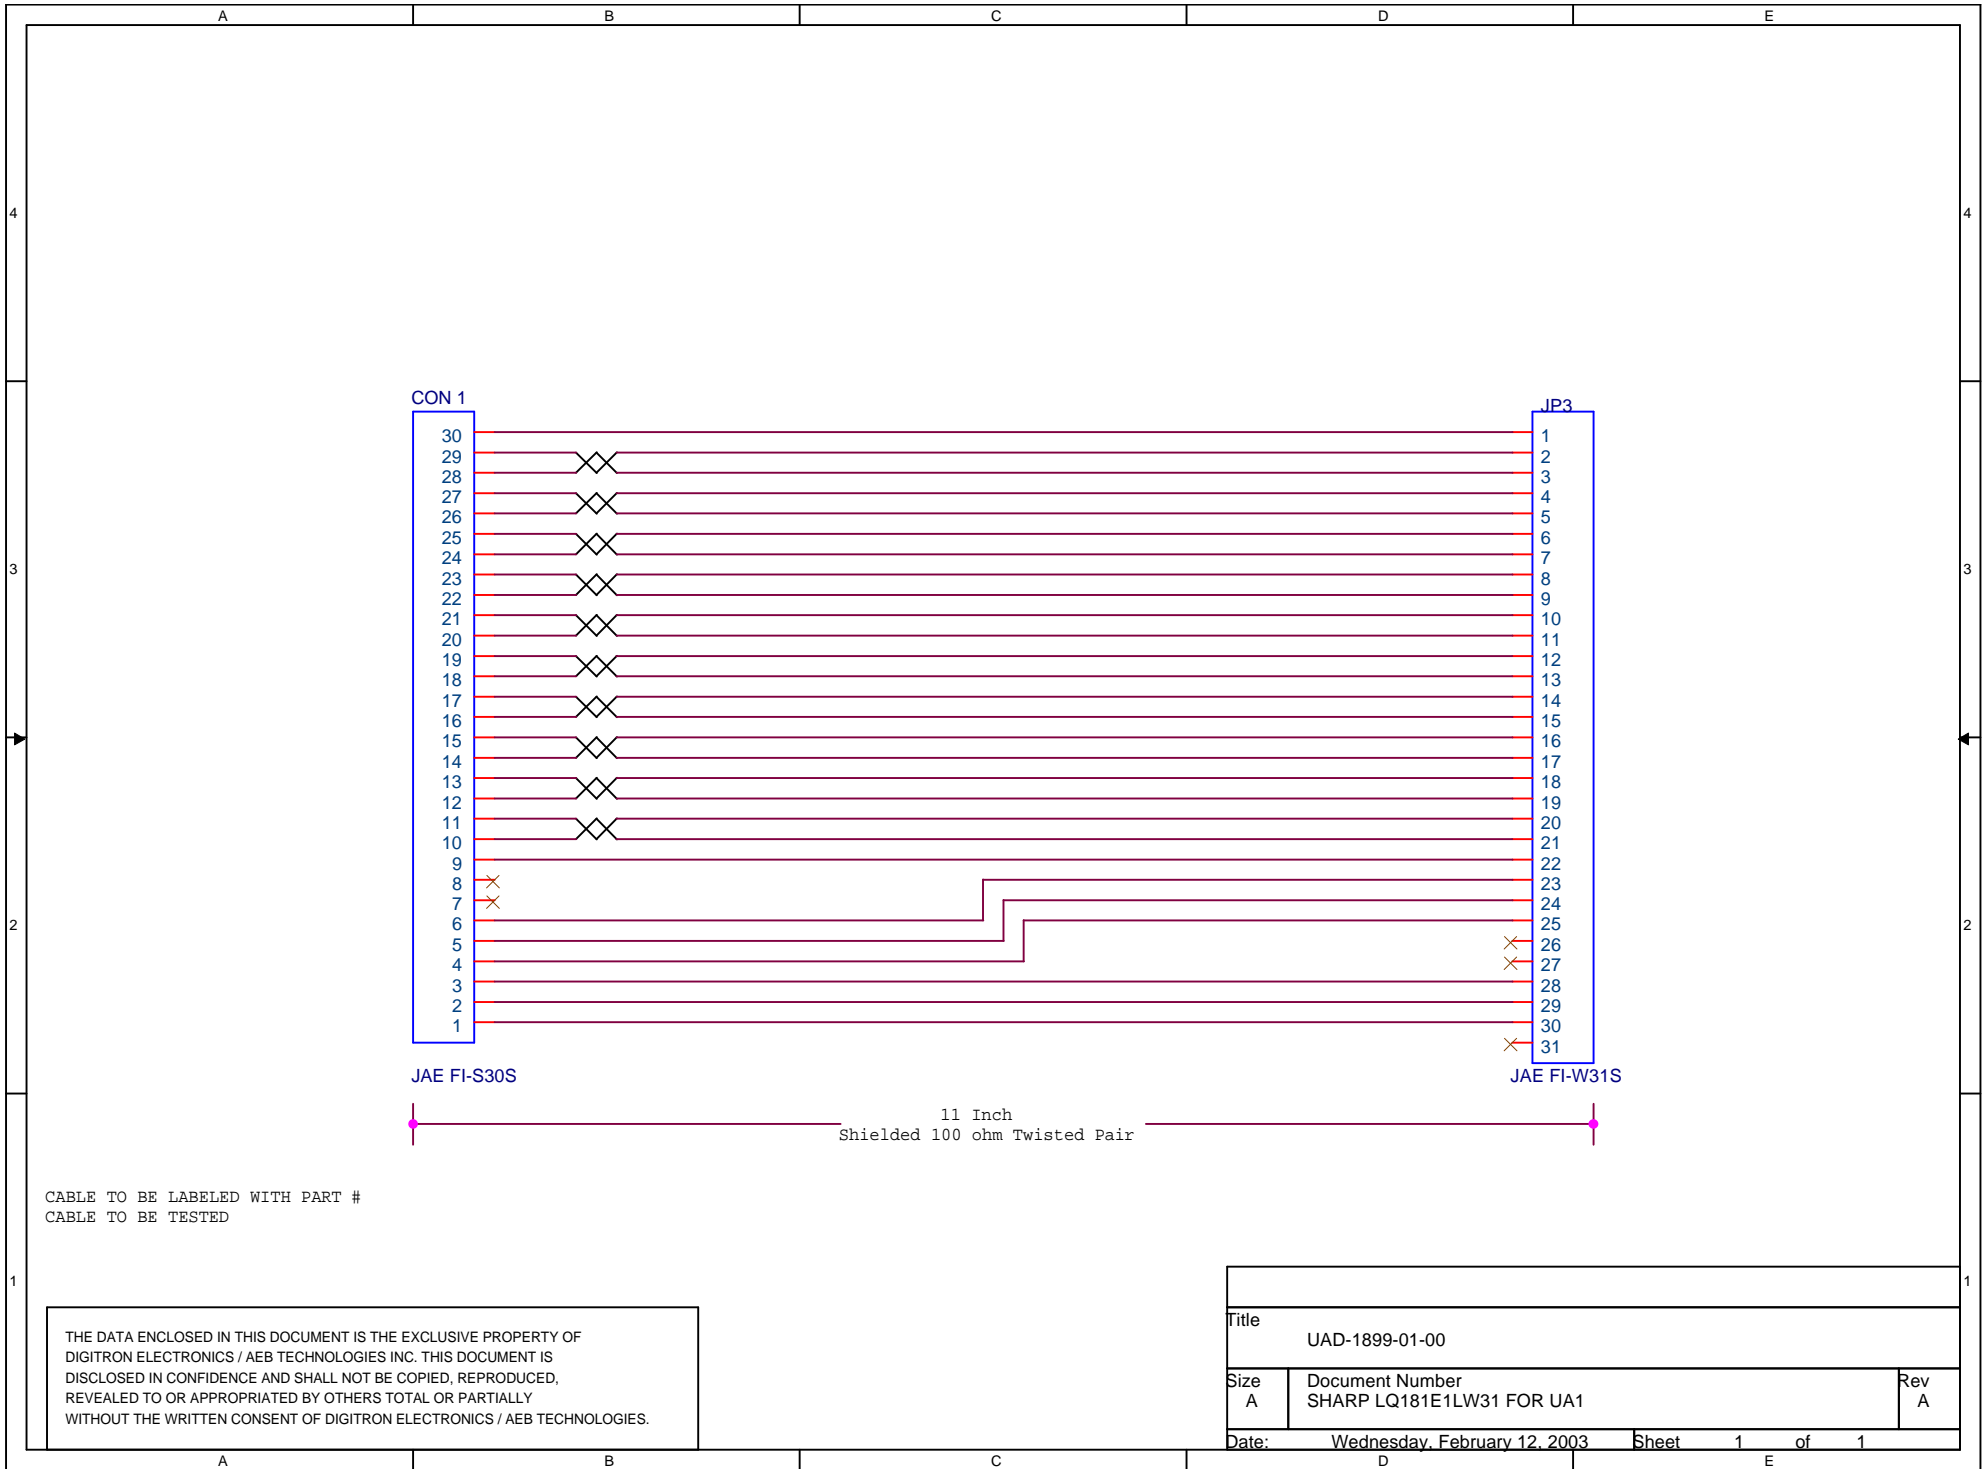 A B C D E
4 4
CON 1 JP3
30 1
29 2
28 3
27 4
26 5
25 6
24 7
3 3
23 8
22 9
21 10
20 11
19 12
18 13
17 14
16 15
15 16
14 17
13 18
12 19
11 20
10 21
9 22
8 23
7 24
2 2
6 25
5 26
4 27
3 28
2 29
1 30
31
JAE FI-S30S JAE FI-W31S
11 Inch
Shielded 100 ohm Twisted Pair
CABLE TO BE LABELED WITH PART #
CABLE TO BE TESTED
1 1
THE DATA ENCLOSED IN THIS DOCUMENT IS THE EXCLUSIVE PROPERTY OF
DIGITRON ELECTRONICS / AEB TECHNOLOGIES INC. THIS DOCUMENT IS
DISCLOSED IN CONFIDENCE AND SHALL NOT BE COPIED, REPRODUCED,
REVEALED TO OR APPROPRIATED BY OTHERS TOTAL OR PARTIALLY
WITHOUT THE WRITTEN CONSENT OF DIGITRON ELECTRONICS / AEB TECHNOLOGIES.
Title
UAD-1899-01-00
Size Document Number Rev
A SHARP LQ181E1LW31 FOR UA1 A
Date: Wednesday, February 12, 2003 Sheet 1 of 1
A B C D E